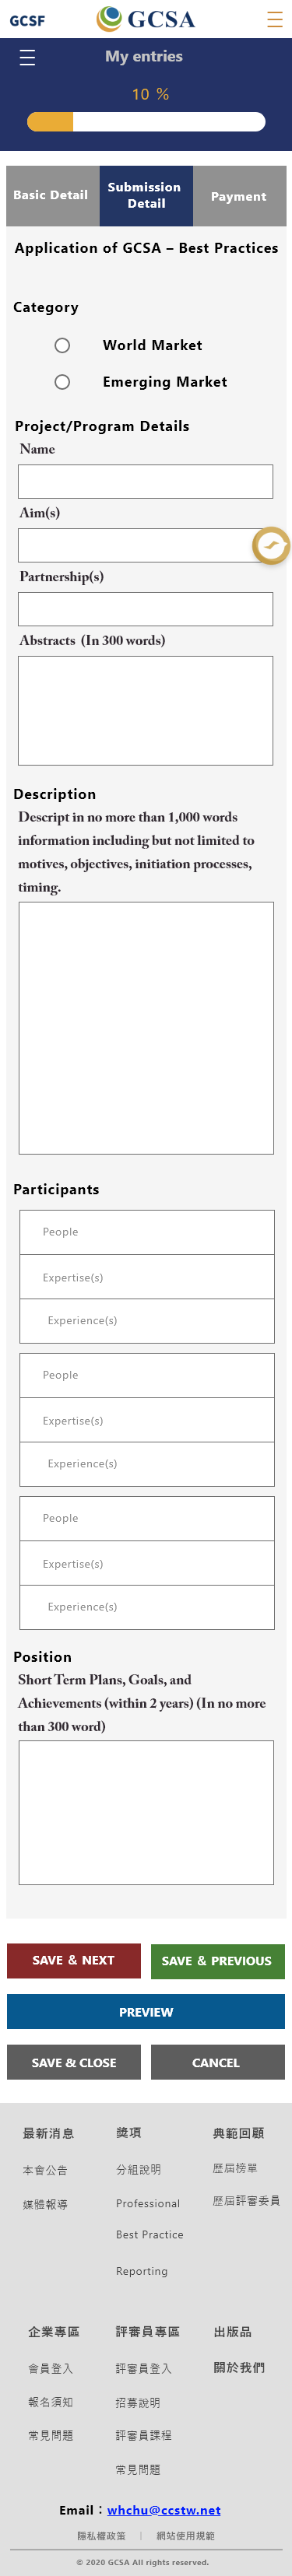 GCSF
GCSA
My entries
10 %
Basic Detail
Submission
Detail
Payment
Application of GCSA – Best Practices
Category
World Market
Emerging Market
Project/Program Details
Name
Aim(s)
Partnership(s)
Abstracts (In 300 words)
Description
Descript in no more than 1,000 words
information including but not limited to
motives, objectives, initiation processes,
timing.
Participants
People
Expertise(s)
Experience(s)
People
Expertise(s)
Experience(s)
People
Expertise(s)
Experience(s)
Position
Short Term Plans, Goals, and
Achievements (within 2 years) (In no more
than 300 word)
SAVE & NEXT
SAVE & PREVIOUS
PREVIEW
SAVE & CLOSE
CANCEL
最新消息
本會公告
媒體報導
獎項
分組說明
Professional
Best Practice
Reporting
典範回顧
歷屆榜單
歷屆評審委員
企業專區
會員登入
報名須知
常見問題
評審員專區
評審員登入
招募說明
評審員課程
常見問題
出版品
關於我們
Email：whchu@ccstw.net
隱私權政策 | 網站使用規範
© 2020 GCSA All rights reserved.